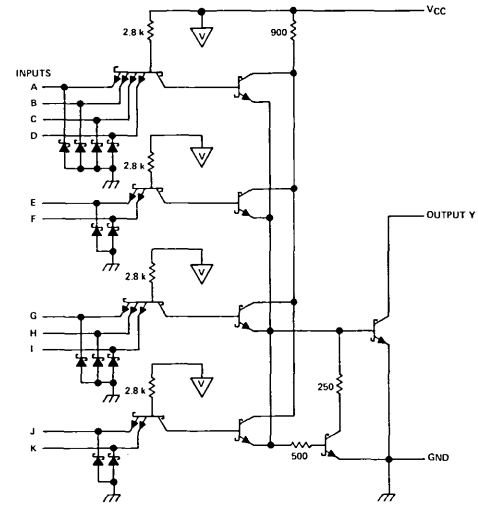 2.8 k
V
900
VCC
INPUTS
A
B
C
D
2.8 k
V
E
F
OUTPUT Y
2.8 k
V
G
H
I
250
2.8 k
V
J
K
500
GND